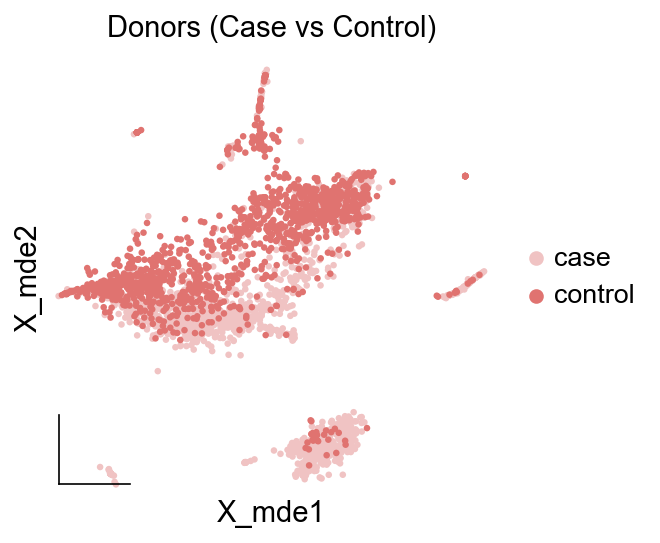 Donors (Case vs Control)
X_mde2
case
control
X_mde1